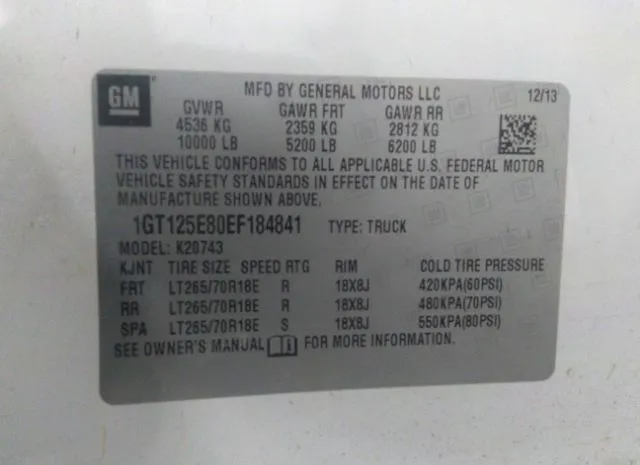 GM
MFD BY GENERAL MOTORS LLC 12/13
GVWR GAWR FRT GAWR RR
4536 KG 2359 KG 2812 KG
10000 LB 5200 LB 6200 LB
THIS VEHICLE CONFORMS TO ALL APPLICABLE U.S. FEDERAL MOTOR
VEHICLE SAFETY STANDARDS IN EFFECT ON THE DATE OF
MANUFACTURE SHOWN ABOVE.
1GT125E80EF184841 TYPE: TRUCK
MODEL: K20743
KJNT TIRE SIZE SPEED RTG RIM COLD TIRE PRESSURE
FRT LT265/70R18E R 18X8J 420KPA(60PSI)
RR LT265/70R18E R 18X8J 480KPA(70PSI)
SPA LT265/70R18E S 18X8J 550KPA(80PSI)
SEE OWNER'S MANUAL FOR MORE INFORMATION.